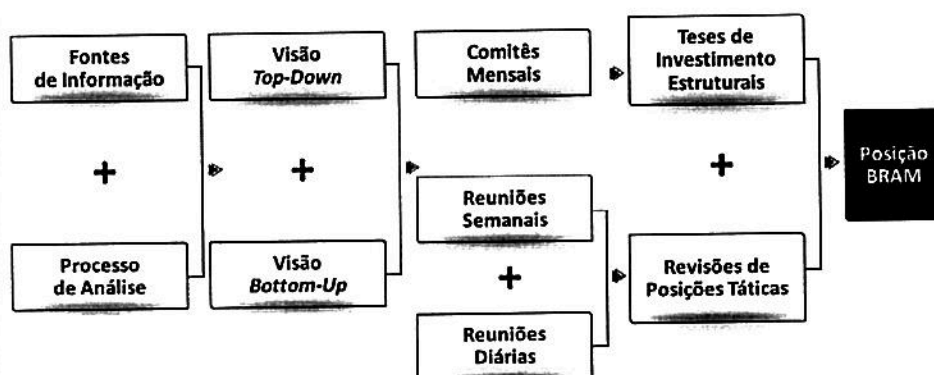 Fontes
de Informação
+
Processo
de Análise
Visão
Top-Down
+
Visão
Bottom-Up
Comitês
Mensais
Reuniões
Semanais
+
Reuniões
Diárias
Teses de
Investimento
Estruturais
+
Revisões de
Posições Táticas
Posição
BRAM